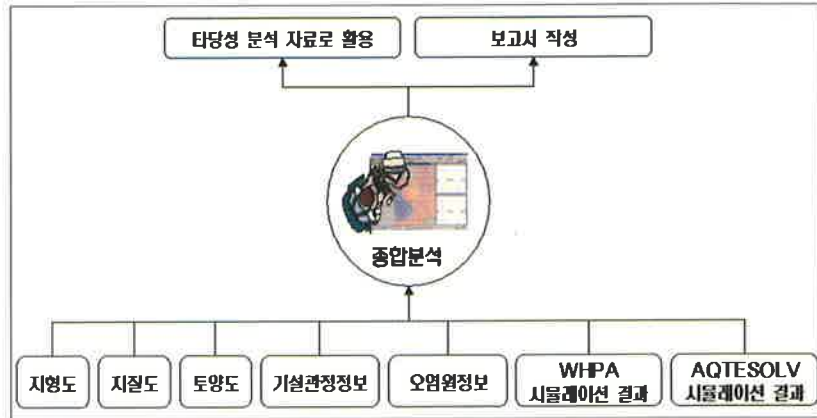 타당성 분석 자료로 활용
보고서 작성
종합분석
지형도
지질도
토양도
기설관정정보
오염원정보
WHPA
시뮬레이션 결과
AQTESOLV
시뮬레이션 결과